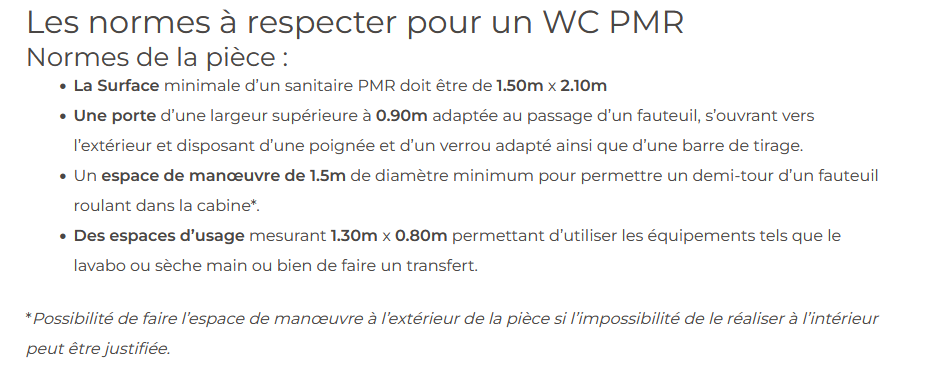 Les normes à respecter pour un WC PMR
Normes de la pièce :
• La Surface minimale d’un sanitaire PMR doit être de 1.50m x 2.10m
• Une porte d’une largeur supérieure à 0.90m adaptée au passage d’un fauteuil, s’ouvrant vers
l’extérieur et disposant d’une poignée et d’un verrou adapté ainsi que d’une barre de tirage.
• Un espace de manœuvre de 1.5m de diamètre minimum pour permettre un demi-tour d’un fauteuil
roulant dans la cabine*.
• Des espaces d’usage mesurant 1.30m x 0.80m permettant d’utiliser les équipements tels que le
lavabo ou sèche main ou bien de faire un transfert.
*Possibilité de faire l’espace de manœuvre à l’extérieur de la pièce si l’impossibilité de le réaliser à l’intérieur
peut être justifiée.